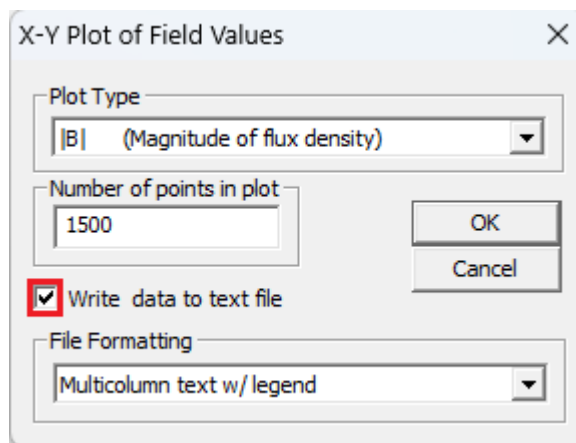 X-Y Plot of Field Values
Plot Type
|B| (Magnitude of flux density)
Number of points in plot
1500
OK
Cancel
Write data to text file
File Formatting
Multicolumn text w/ legend